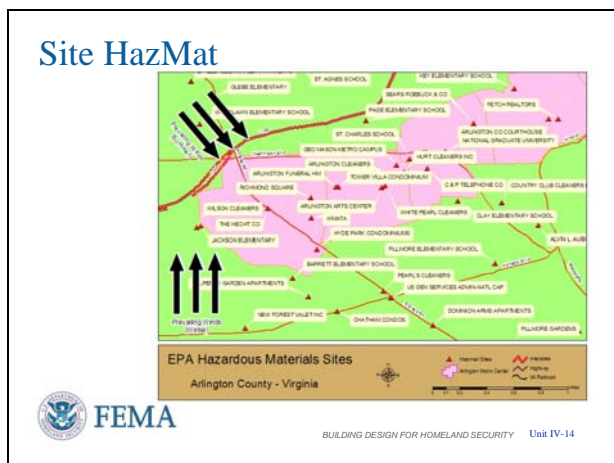 Site HazMat
GLEBE ELEMENTARY
ST. AGNES SCHOOL
KEY ELEMENTARY SCHOOL
SEARS ROEBUCK & CO
FETCH REALTORS
ELEMENTARY SCHOOL
PAGE ELEMENTARY SCHOOL
ARLINGTON CO COURTHOUSE
ST. CHARLES SCHOOL
NATIONAL GRADUATE UNIVERSITY
GEO MASON METRO CAMPUS
ARLINGTON CLEANERS
HURT CLEANERS INC
ARLINGTON FUNERAL HM
TOWER VILLA CONDOMINIUM
RICHMOND SQUARE
C & P TELEPHONE CO
COUNTRY CLUB CLEANERS
WILSON CLEANERS
ARLINGTON ARTS CENTER
WHITE PEARL CLEANERS
CLAY ELEMENTARY SCHOOL
WMATA
THE HECHT CO
HYDE PARK CONDOMINIUMS
ALVIN L AUB
JACKSON ELEMENTARY
FILLMORE ELEMENTARY SCHOOL
BARRETT ELEMENTARY SCHOOL
GARDEN APARTMENTS
PEARL'S CLEANERS
US GEN SERVICES ADMIN-NATL CAP
Prevailing Winds
(Winter)
NEW FOREST VALET INC
DOMINION ARMS APARTMENTS
CHATHAM CONDOS
FILLMORE GARDENS
EPA Hazardous Materials Sites
Arlington County - Virginia
Hazmat Sites
Interstate
Highway
FEMA
BUILDING DESIGN FOR HOMELAND SECURITY Unit IV-14